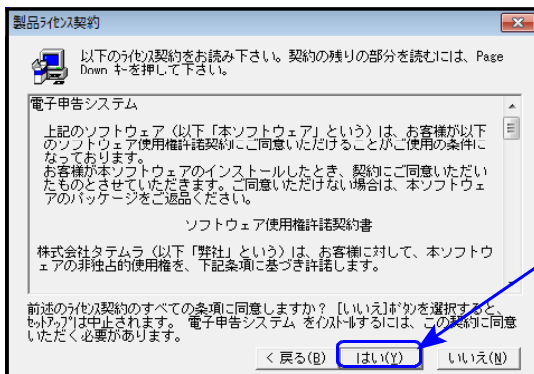 製品ライセンス契約
以下のライセンス契約をお読み下さい。契約の残りの部分を読むには、Page
Down キーを押して下さい。
電子申告システム
上記のソフトウェア（以下「本ソフトウェア」という）は、お客様が以下
のソフトウェア使用権許諾契約にご同意いただけることがご使用の条件に
なっております。
お客様が本ソフトウェアのインストールしたとき、契約にご同意いただい
たものとさせていただきます。ご同意いただけない場合は、本ソフトウェ
アのパッケージをご返品ください。
ソフトウェア使用権許諾契約書
株式会社タテムラ（以下「弊社」という）は、お客様に対して、本ソフトウ
ェアの非独占的使用権を、下記条項に基づき許諾します。
前述のライセンス契約のすべての条項に同意しますか？ [いいえ]ボタンを選択すると、
セットアップは中止されます。 電子申告システム をインストールするには、この契約に同意
いただく必要があります。
< 戻る(B)
はい(Y)
いいえ(N)